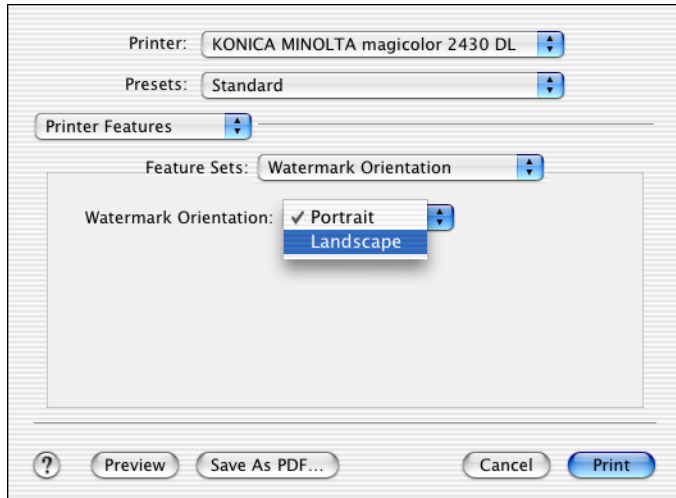 Printer: KONICA MINOLTA magicolor 2430 DL
Presets: Standard
Printer Features
Feature Sets: Watermark Orientation
Watermark Orientation: ✓ Portrait
Landscape
? Preview Save As PDF... Cancel Print